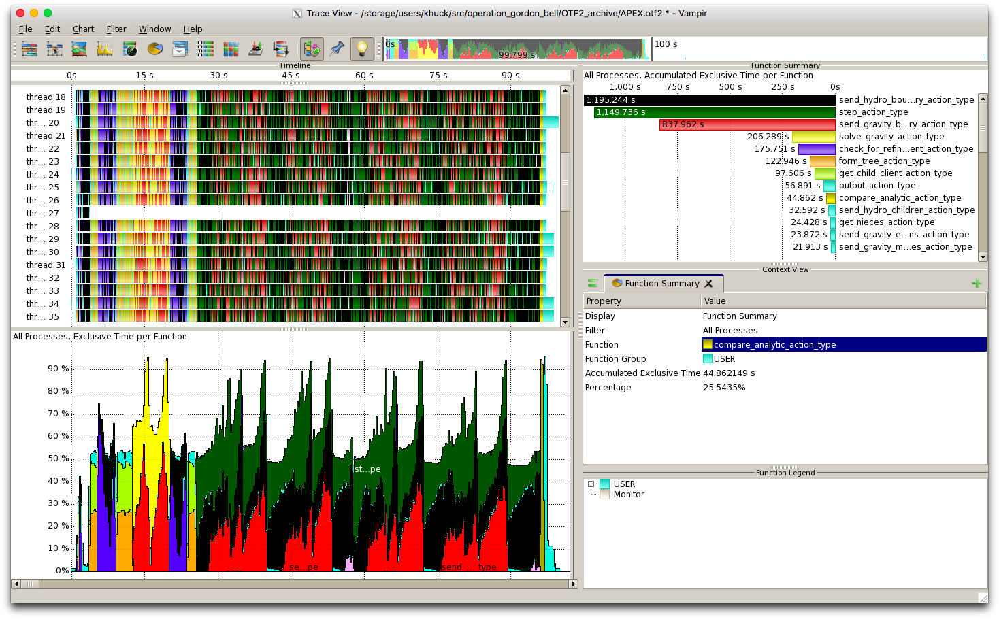 Trace View - /storage/users/khuck/src/operation_gordon_bell/OTF2_archive/APEX.otf2 * - Vampir
File Edit Chart Filter Window Help
0s
99.799 s
100 s
Timeline
0s 15 s 30 s 45 s 60 s 75 s 90 s
thread 18
thread 19
thr... 20
thread 21
thr... 22
thr... 23
thr... 24
thr... 25
thr... 26
thr... 27
thr... 28
thr... 29
thr... 30
thread 31
thr... 32
thr... 33
thr... 34
thr... 35
All Processes, Exclusive Time per Function
90 %
80 %
70 %
60 %
50 %
40 %
30 %
20 %
10 %
0%
st...pe
se...pe
send ... type
Function Summary
All Processes, Accumulated Exclusive Time per Function
1,000 s 750 s 500 s 250 s 0s
1,195.244 s send_hydro_bou...ry_action_type
1,149.736 s step_action_type
837.962 s send_gravity_b...ry_action_type
206.289 s solve_gravity_action_type
175.751 s check_for_refin...ent_action_type
122.946 s form_tree_action_type
97.606 s get_child_client_action_type
56.891 s output_action_type
44.862 s compare_analytic_action_type
32.592 s send_hydro_children_action_type
24.428 s get_nieces_action_type
23.872 s send_gravity_e...ns_action_type
21.913 s send_gravity_m...es_action_type
Context View
Function Summary
Property Value
Display Function Summary
Filter All Processes
Function compare_analytic_action_type
Function Group USER
Accumulated Exclusive Time 44.862149 s
Percentage 25.5435%
Function Legend
USER
Monitor